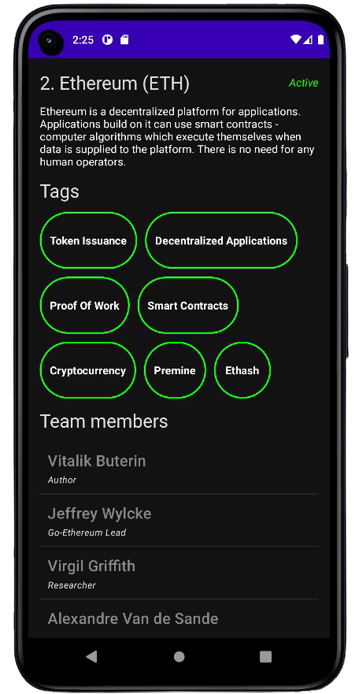 2:25
2. Ethereum (ETH)
Active
Ethereum is a decentralized platform for applications.
Applications build on it can use smart contracts -
computer algorithms which execute themselves when
data is supplied to the platform. There is no need for any
human operators.
Tags
Token Issuance
Decentralized Applications
Proof Of Work
Smart Contracts
Cryptocurrency
Premine
Ethash
Team members
Vitalik Buterin
Author
Jeffrey Wylcke
Go-Ethereum Lead
Virgil Griffith
Researcher
Alexandre Van de Sande